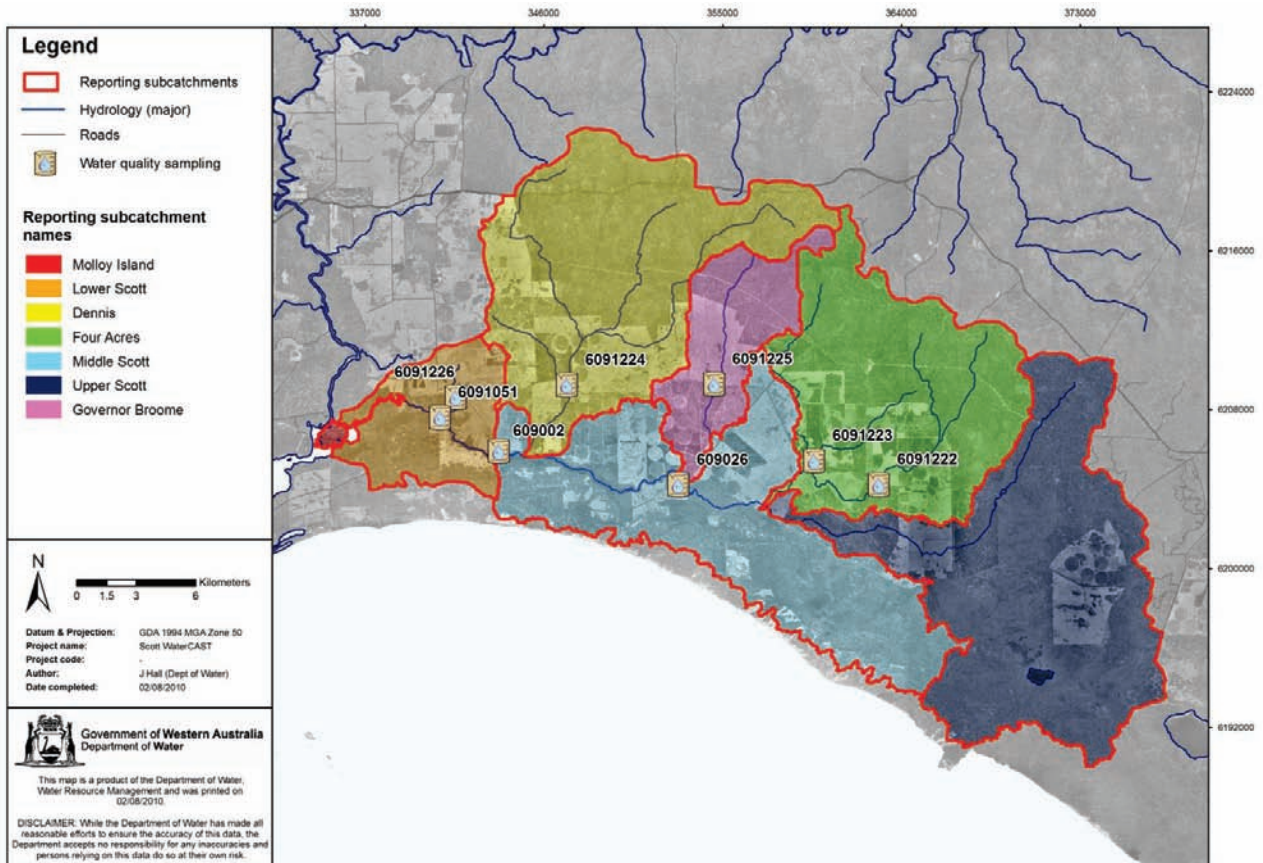 337000 346000 355000 364000 373000
Legend
Reporting subcatchments
Hydrology (major)
Roads
Water quality sampling
Reporting subcatchment
names
Molloy Island
Lower Scott
Dennis
Four Acres
Middle Scott
Upper Scott
Governor Broome
N
0 1.5 3 6 Kilometers
Datum & Projection: GDA 1994 MGA Zone 50
Project name: Scott WaterCAST
Project code: -
Author: J Hall (Dept of Water)
Date completed: 02/08/2010
Government of Western Australia
Department of Water
This map is a product of the Department of Water,
Water Resource Management and was printed on
02/08/2010.
DISCLAIMER: While the Department of Water has made all
reasonable efforts to ensure the accuracy of this data, the
Department accepts no responsibility for any inaccuracies and
persons relying on this data do so at their own risk.
6091226
6091051
609002
6091224
6091225
609026
6091223
6091222
6224000
6216000
6208000
6200000
6192000